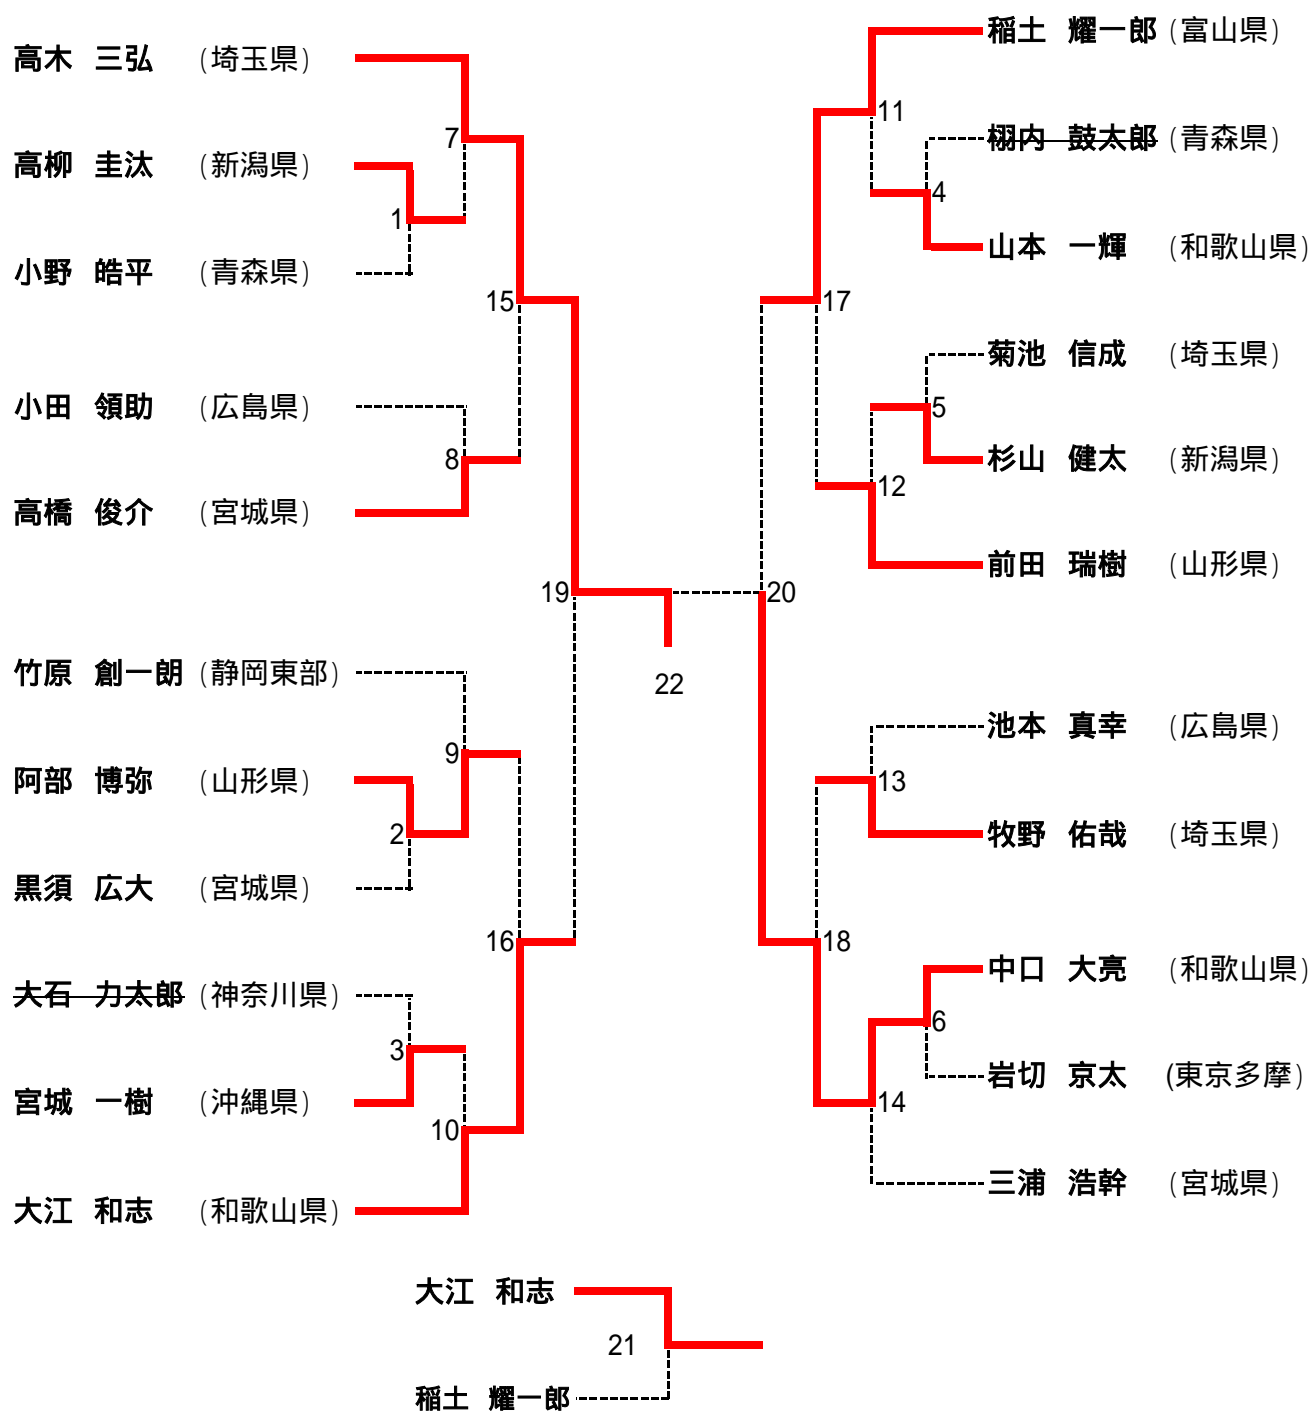 高木 三弘 (埼玉県)
7
高柳 圭汰 (新潟県)
1
小野 皓平 (青森県)
15
小田 領助 (広島県)
8
高橋 俊介 (宮城県)
19
竹原 創一朗 (静岡東部)
9
阿部 博弥 (山形県)
2
黒須 広大 (宮城県)
16
大石 力太郎 (神奈川県)
3
宮城 一樹 (沖縄県)
10
大江 和志 (和歌山県)
22
稲土 耀一郎 (富山県)
11
栩内 鼓太郎 (青森県)
4
山本 一輝 (和歌山県)
17
菊池 信成 (埼玉県)
5
杉山 健太 (新潟県)
12
前田 瑞樹 (山形県)
20
池本 真幸 (広島県)
13
牧野 佑哉 (埼玉県)
18
中口 大亮 (和歌山県)
6
岩切 京太 (東京多摩)
14
三浦 浩幹 (宮城県)
大江 和志
21
稲土 耀一郎